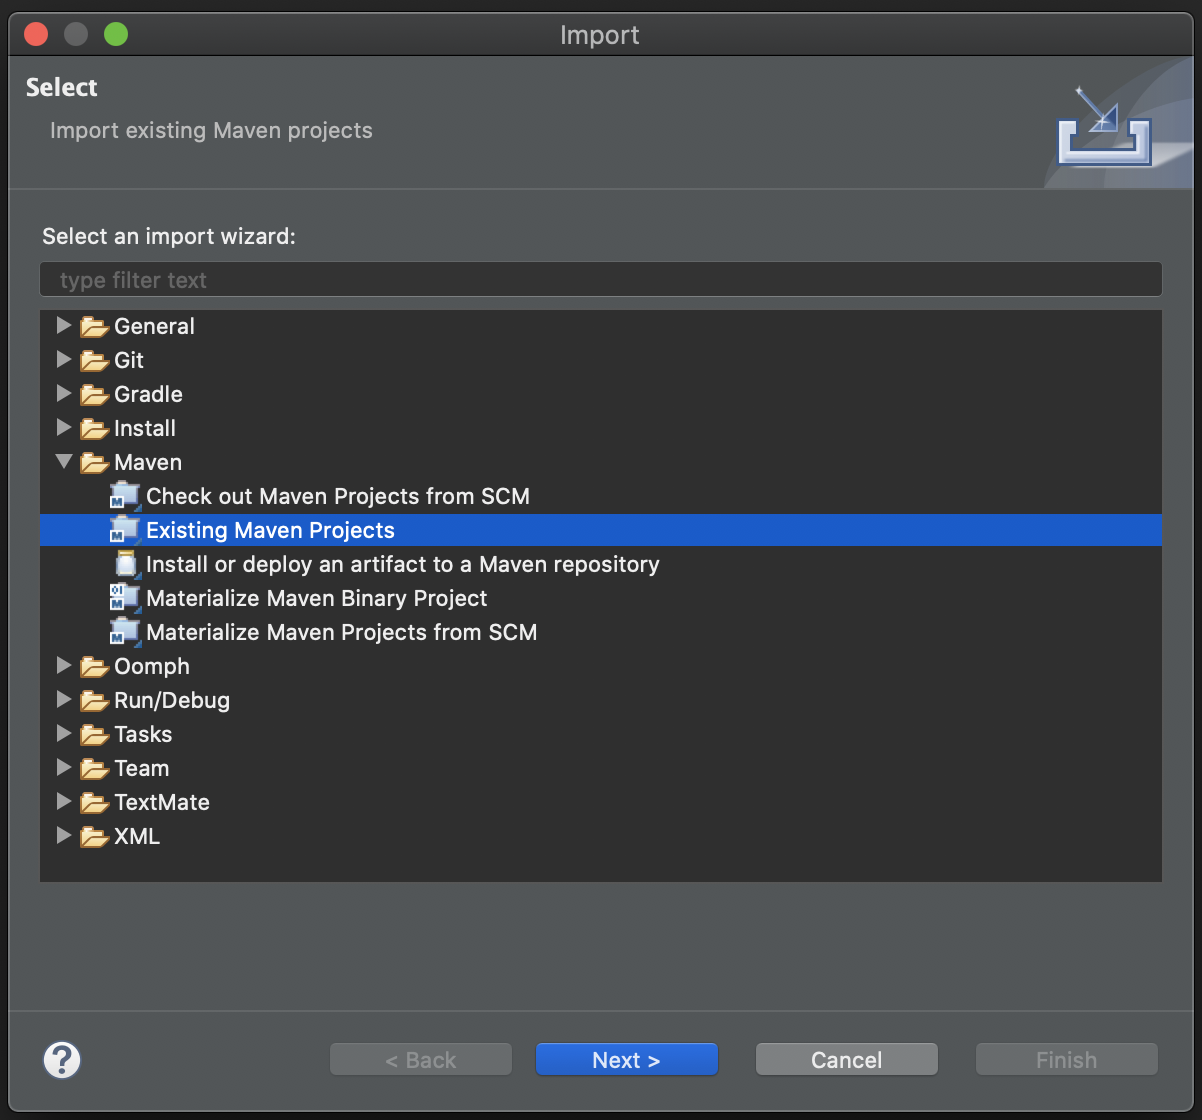 Import
Select
Import existing Maven projects
Select an import wizard:
type filter text
General
Git
Gradle
Install
Maven
Check out Maven Projects from SCM
Existing Maven Projects
Install or deploy an artifact to a Maven repository
Materialize Maven Binary Project
Materialize Maven Projects from SCM
Oomph
Run/Debug
Tasks
Team
TextMate
XML
? < Back Next > Cancel Finish